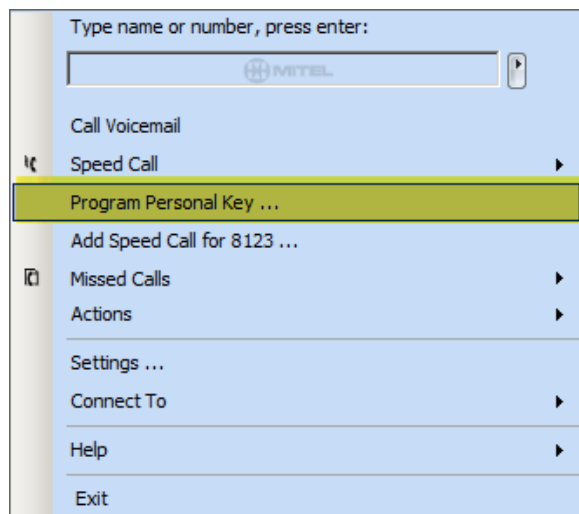 Type name or number, press enter:
MITEL
Call Voicemail
Speed Call
Program Personal Key ...
Add Speed Call for 8123 ...
Missed Calls
Actions
Settings ...
Connect To
Help
Exit